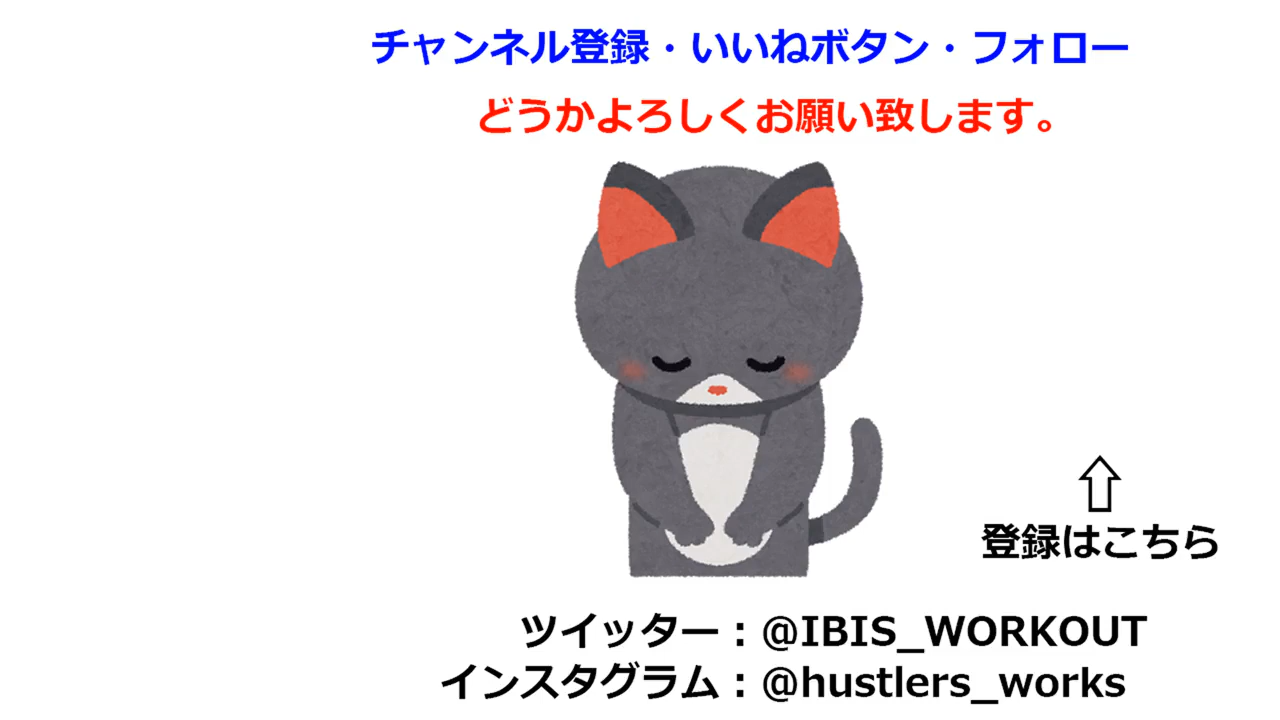 チャンネル登録・いいねボタン・フォロー
どうかよろしくお願い致します。
登録はこちら
ツイッター：@IBIS_WORKOUT
インスタグラム：@hustlers_works